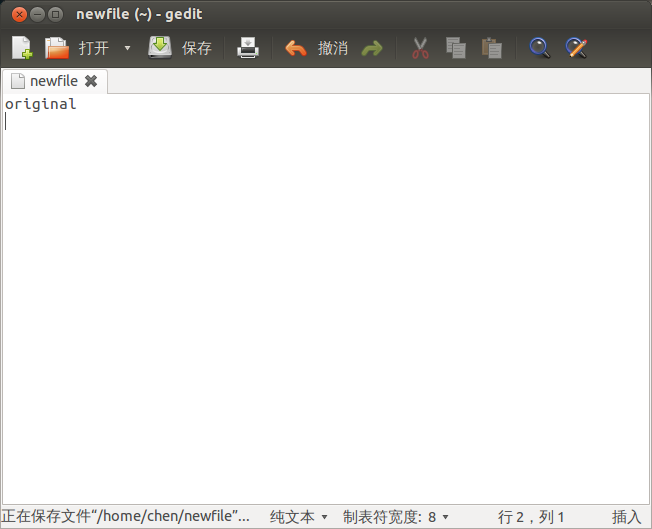 newfile (~) - gedit
打开 保存 撤消
newfile
original
正在保存文件“/home/chen/newfile”... 纯文本 制表符宽度: 8 行 2，列 1 插入